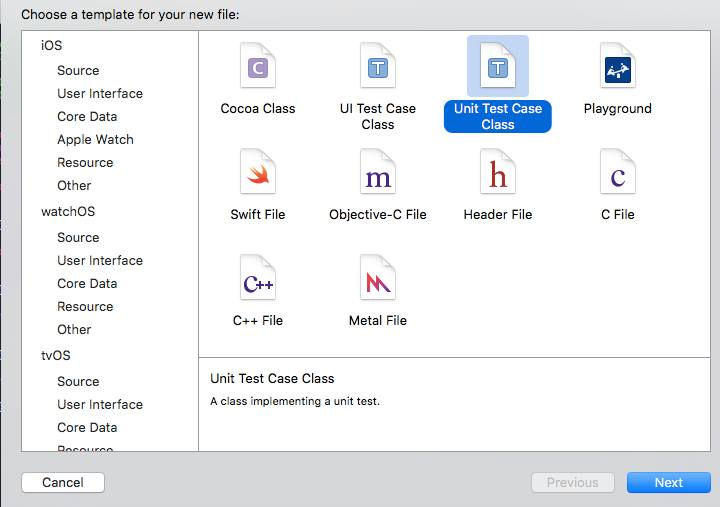 Choose a template for your new file:
iOS
Source
User Interface
Core Data
Apple Watch
Resource
Other
watchOS
Source
User Interface
Core Data
Resource
Other
tvOS
Source
User Interface
Core Data
Resource
C
Cocoa Class
T
UI Test Case
Class
T
Unit Test Case
Class
Playground
Swift File
m
Objective-C File
h
Header File
c
C File
C++
C++ File
Metal File
Unit Test Case Class
A class implementing a unit test.
Cancel
Previous
Next